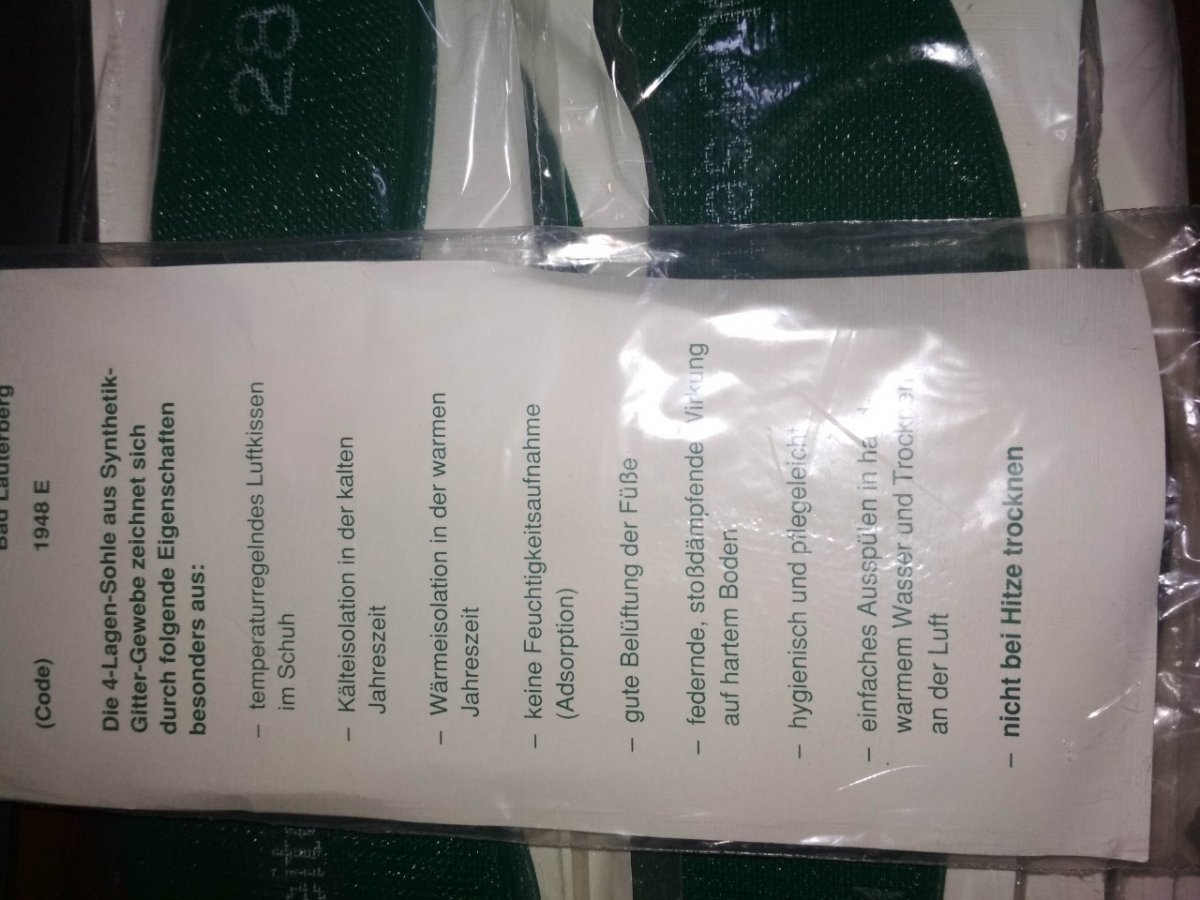 28
Bad Lauterberg
(Code) 1948 E
Die 4-Lagen-Sohle aus Synthetik-
Gitter-Gewebe zeichnet sich
durch folgende Eigenschaften
besonders aus:
– temperaturregelndes Luftkissen
im Schuh
– Kälteisolation in der kalten
Jahreszeit
– Wärmeisolation in der warmen
Jahreszeit
– keine Feuchtigkeitsaufnahme
(Adsorption)
– gute Belüftung der Füße
– federnde, stoßdämpfende Wirkung
auf hartem Boden
– hygienisch und pflegeleicht
– einfaches Ausspülen in
warmem Wasser und Trocknen
an der Luft
– nicht bei Hitze trocknen